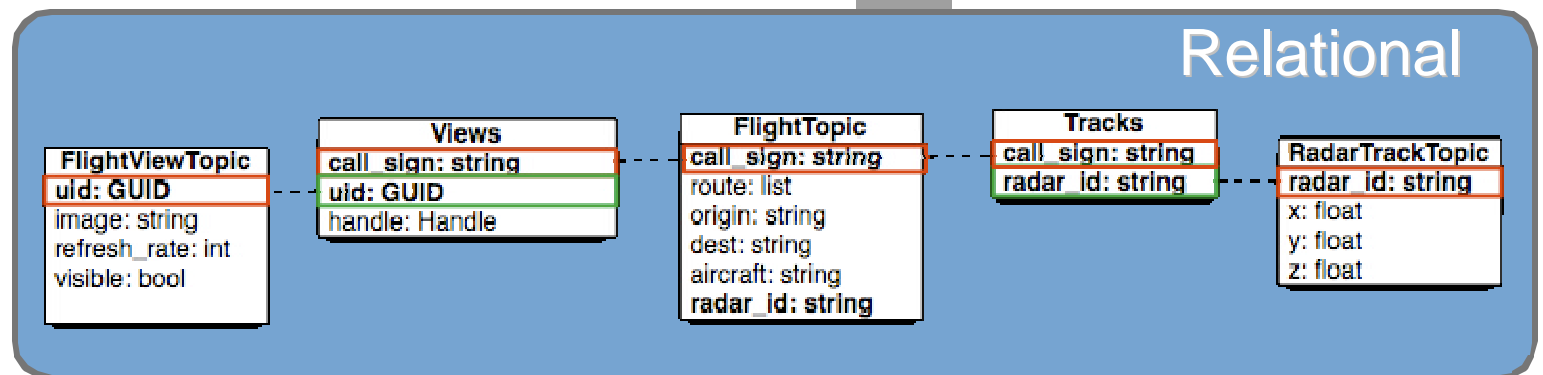 Relational
FlightViewTopic
uid: GUID
image: string
refresh_rate: int
visible: bool
Views
call_sign: string
uid: GUID
handle: Handle
FlightTopic
call_sign: string
route: list
origin: string
dest: string
aircraft: string
radar_id: string
Tracks
call_sign: string
radar_id: string
RadarTrackTopic
radar_id: string
x: float
y: float
z: float